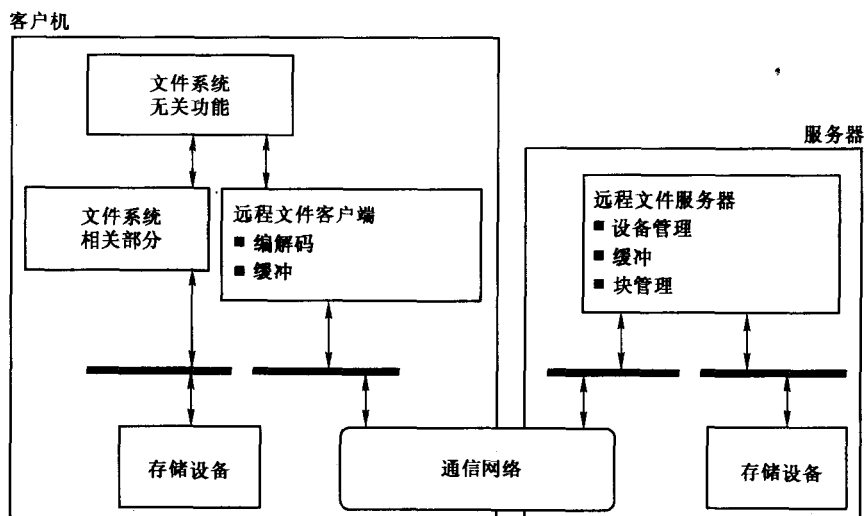 客户机
文件系统
无关功能
服务器
文件系统
相关部分
远程文件客户端
■ 编解码
■ 缓冲
远程文件服务器
■ 设备管理
■ 缓冲
■ 块管理
存储设备
通信网络
存储设备